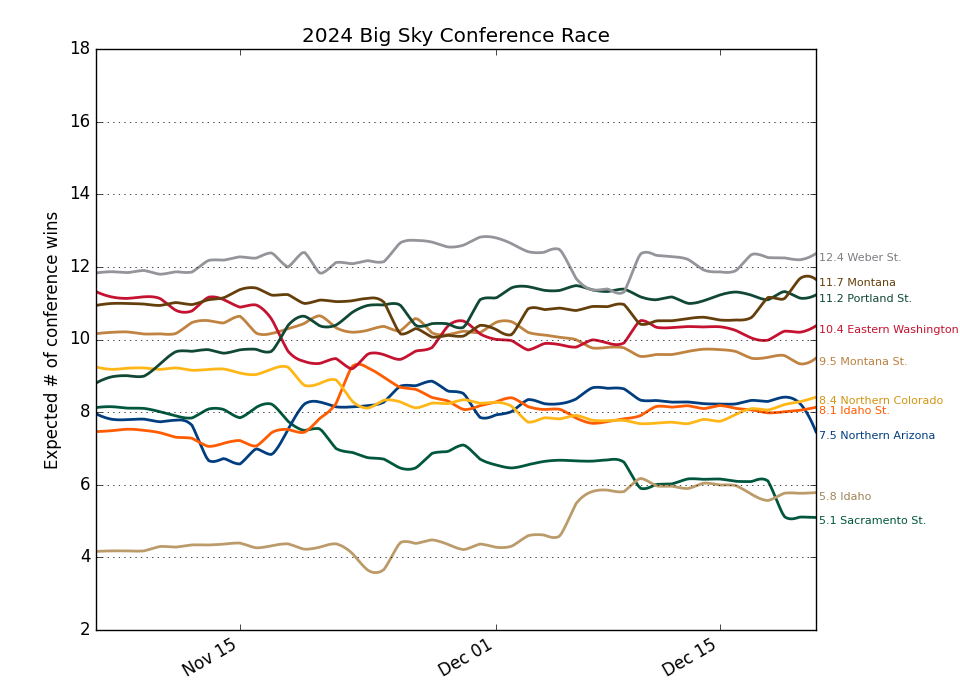 2024 Big Sky Conference Race
Expected # of conference wins
18
16
14
12
10
8
6
4
2
Nov 15
Dec 01
Dec 15
12.4 Weber St.
11.7 Montana
11.2 Portland St.
10.4 Eastern Washington
9.5 Montana St.
8.4 Northern Colorado
8.1 Idaho St.
7.5 Northern Arizona
5.8 Idaho
5.1 Sacramento St.